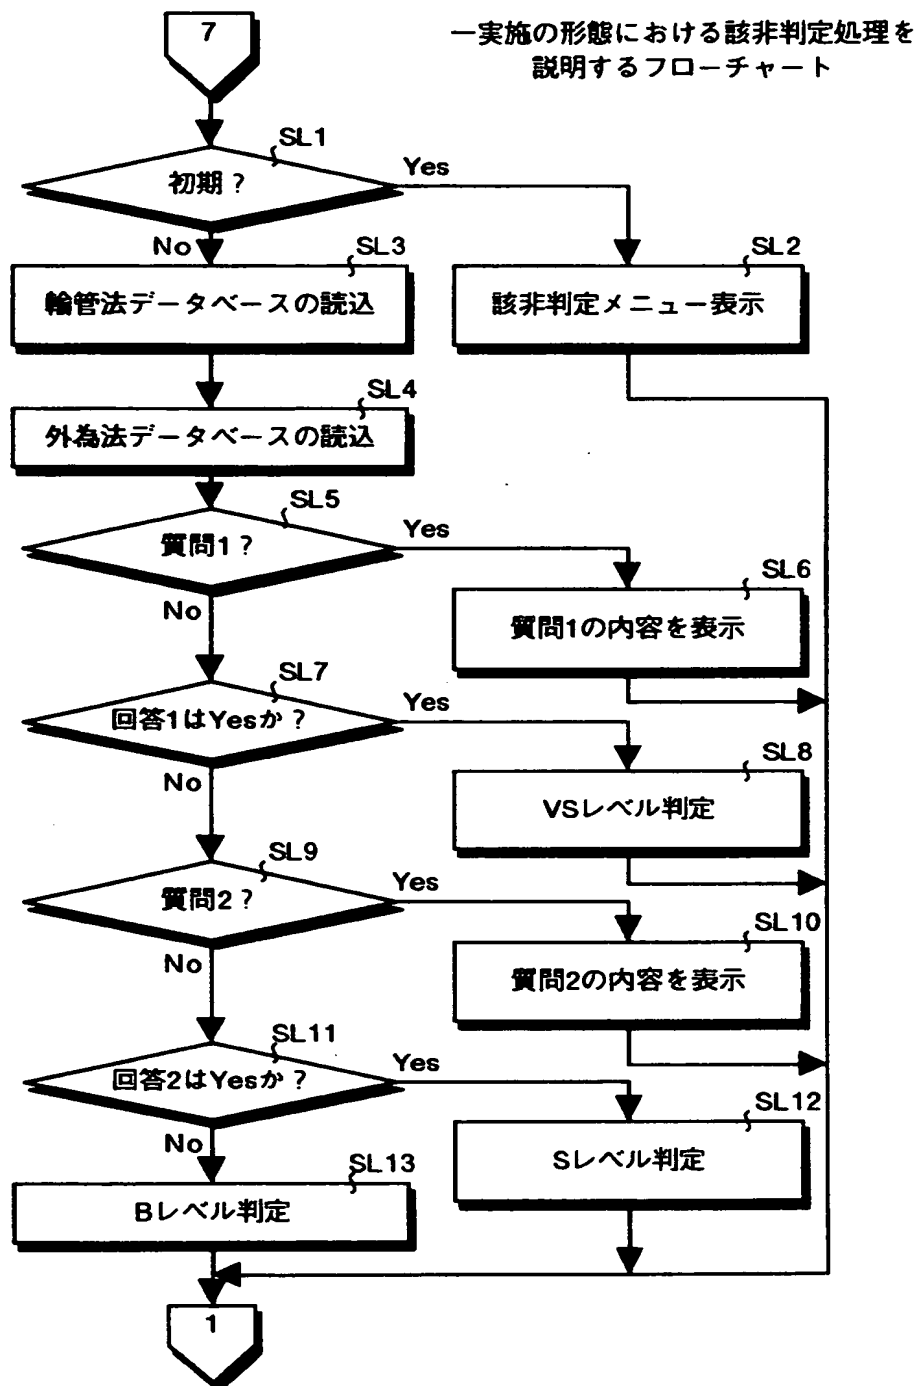 7
一実施の形態における該非判定処理を
説明するフローチャート
SL1
初期？
Yes
No
SL3
輸管法データベースの読込
SL2
該非判定メニュー表示
SL4
外為法データベースの読込
SL5
質問1？
Yes
No
SL6
質問1の内容を表示
SL7
回答1はYesか？
Yes
No
SL8
VSレベル判定
SL9
質問2？
Yes
No
SL10
質問2の内容を表示
SL11
回答2はYesか？
Yes
No
SL12
Sレベル判定
SL13
Bレベル判定
1